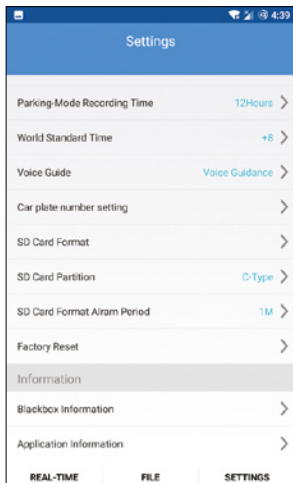 4:39
Settings
Parking-Mode Recording Time 12Hours
World Standard Time +8
Voice Guide Voice Guidance
Car plate number setting
SD Card Format
SD Card Partition C-Type
SD Card Format Alram Period 1M
Factory Reset
Information
Blackbox Information
Application Information
REAL-TIME FILE SETTINGS